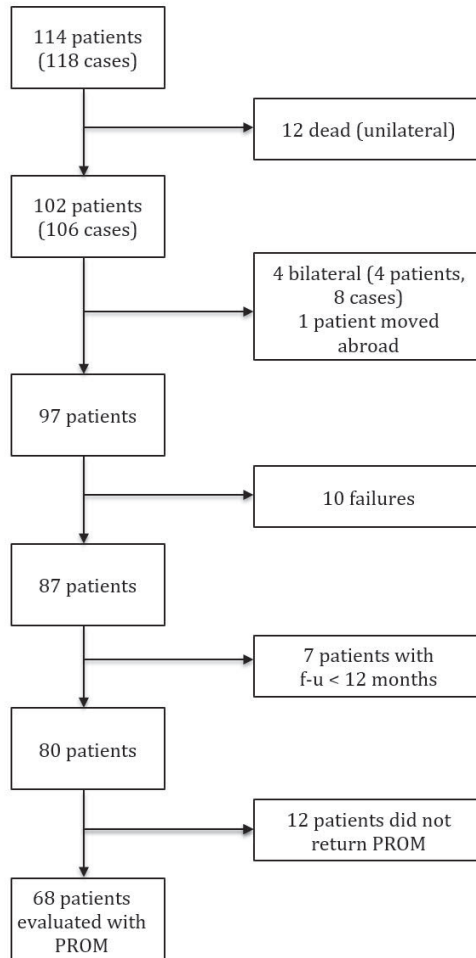 114 patients
(118 cases)
12 dead (unilateral)
102 patients
(106 cases)
4 bilateral (4 patients,
8 cases)
1 patient moved
abroad
97 patients
10 failures
87 patients
7 patients with
f-u < 12 months
80 patients
12 patients did not
return PROM
68 patients
evaluated with
PROM